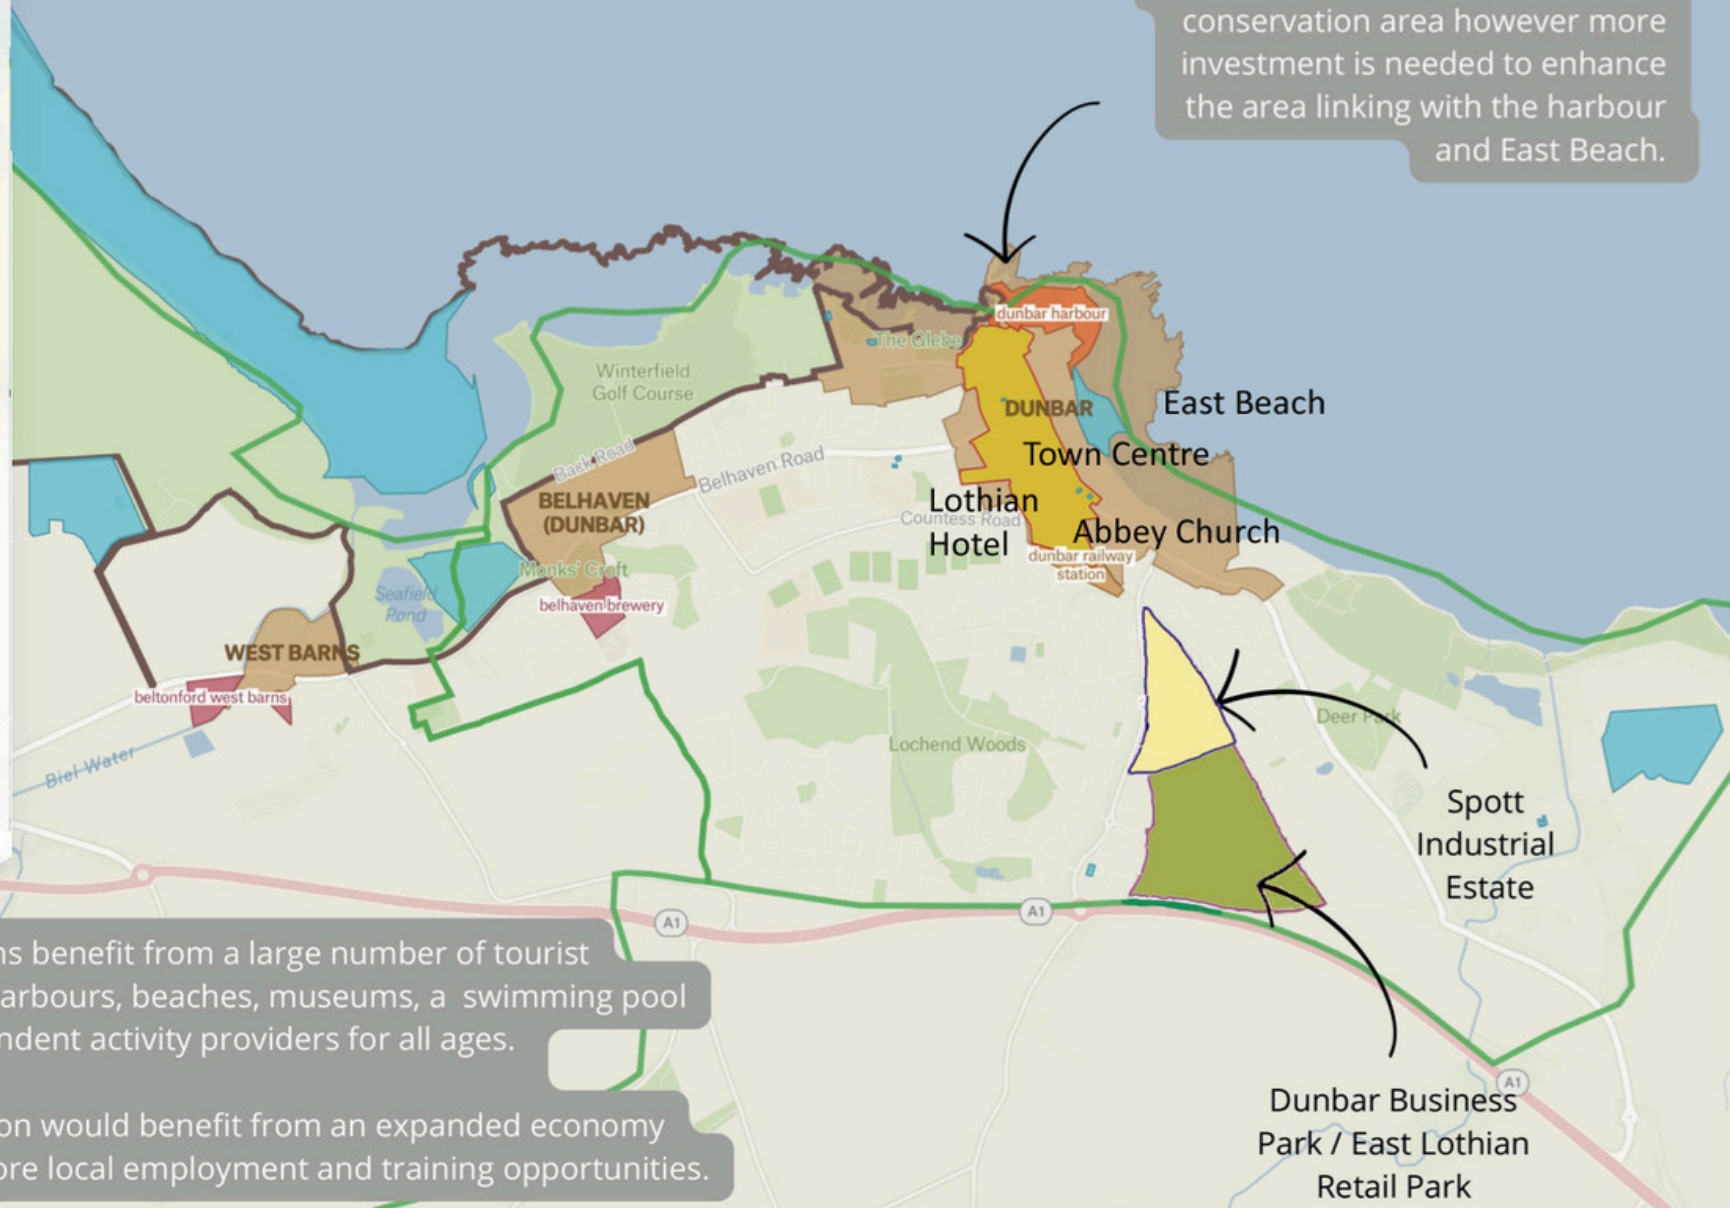 conservation area however more
investment is needed to enhance
the area linking with the harbour
and East Beach.
dunbar harbour
The Glebe
Winterfield
Golf Course
East Beach
DUNBAR
Town Centre
Back Road
Belhaven Road
BELHAVEN
(DUNBAR)
Lothian
Hotel
Countess Road
Abbey Church
dunbar railway
station
Monks' Croft
belhaven brewery
Seafield
Pond
WEST BARNS
beltonford west barns
Biel Water
Lochend Woods
Deer Park
Spott
Industrial
Estate
A1
A1
A1
ns benefit from a large number of tourist
arbours, beaches, museums, a swimming pool
ndent activity providers for all ages.
on would benefit from an expanded economy
ore local employment and training opportunities.
Dunbar Business
Park / East Lothian
Retail Park